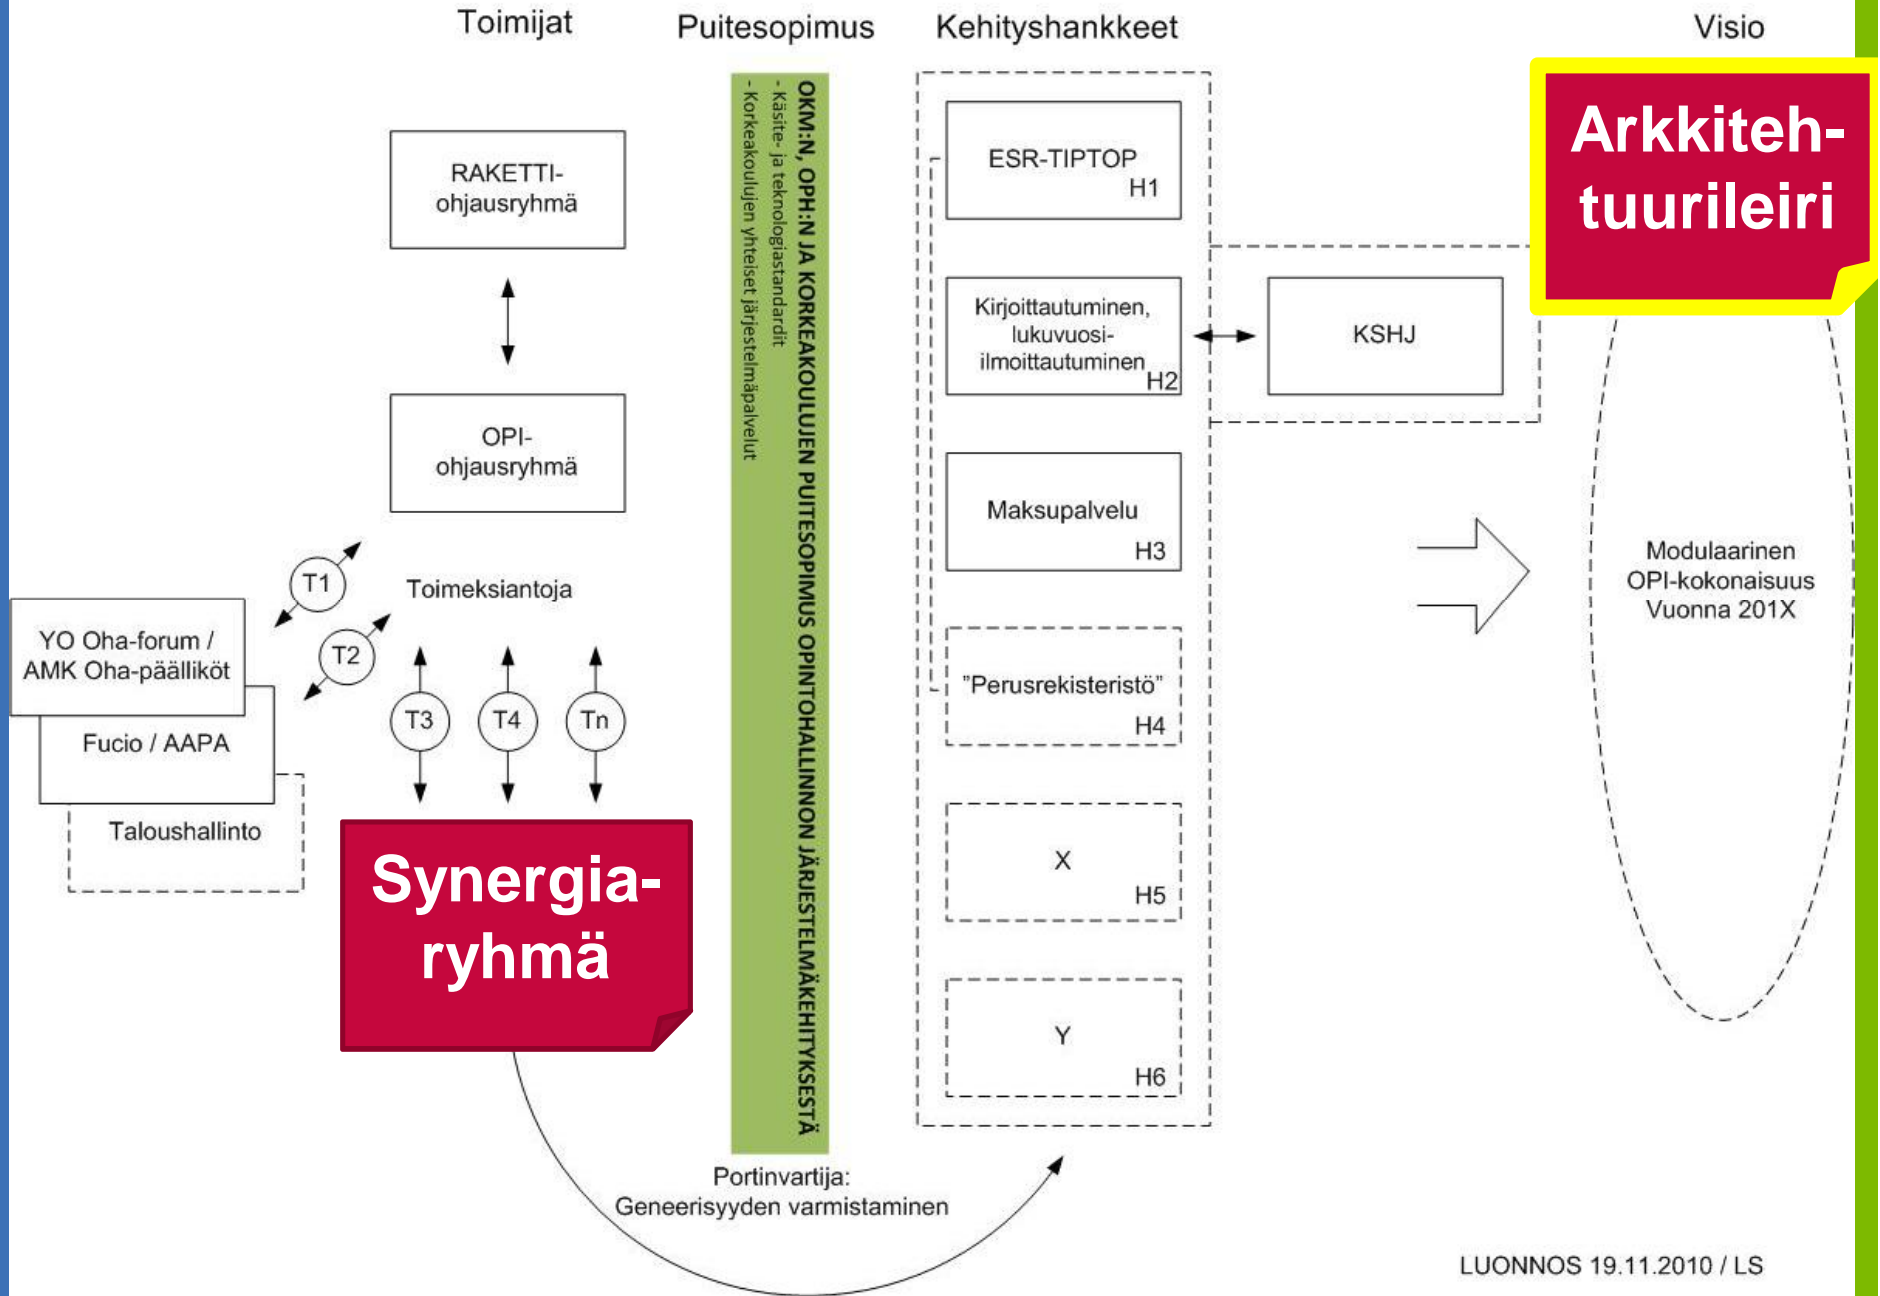 Toimijat
Puitesopimus
Kehityshankkeet
Visio
RAKETTI-
ohjausryhmä
OPI-
ohjausryhmä
T1
T2
Toimeksiantoja
T3
T4
Tn
YO Oha-forum /
AMK Oha-päälliköt
Fucio / AAPA
Taloushallinto
Synergia-
ryhmä
OKM:N, OPH:N JA KORKEAKOULUJEN PUITESOPIMUS OPINTOHALLINNON JÄRJESTELMÄKEHITYKSESTÄ
- Käsite- ja teknologiastandardit
- Korkeakoulujen yhteiset järjestelmäpalvelut
Portinvartija:
Geneerisyyden varmistaminen
ESR-TIPTOP
H1
Kirjoittautuminen,
lukuvuosi-
ilmoittautuminen
H2
KSHJ
Maksupalvelu
H3
"Perusrekisteristö"
H4
X
H5
Y
H6
Arkkiteh-
tuurileiri
Modulaarinen
OPI-kokonaisuus
Vuonna 201X
LUONNOS 19.11.2010 / LS